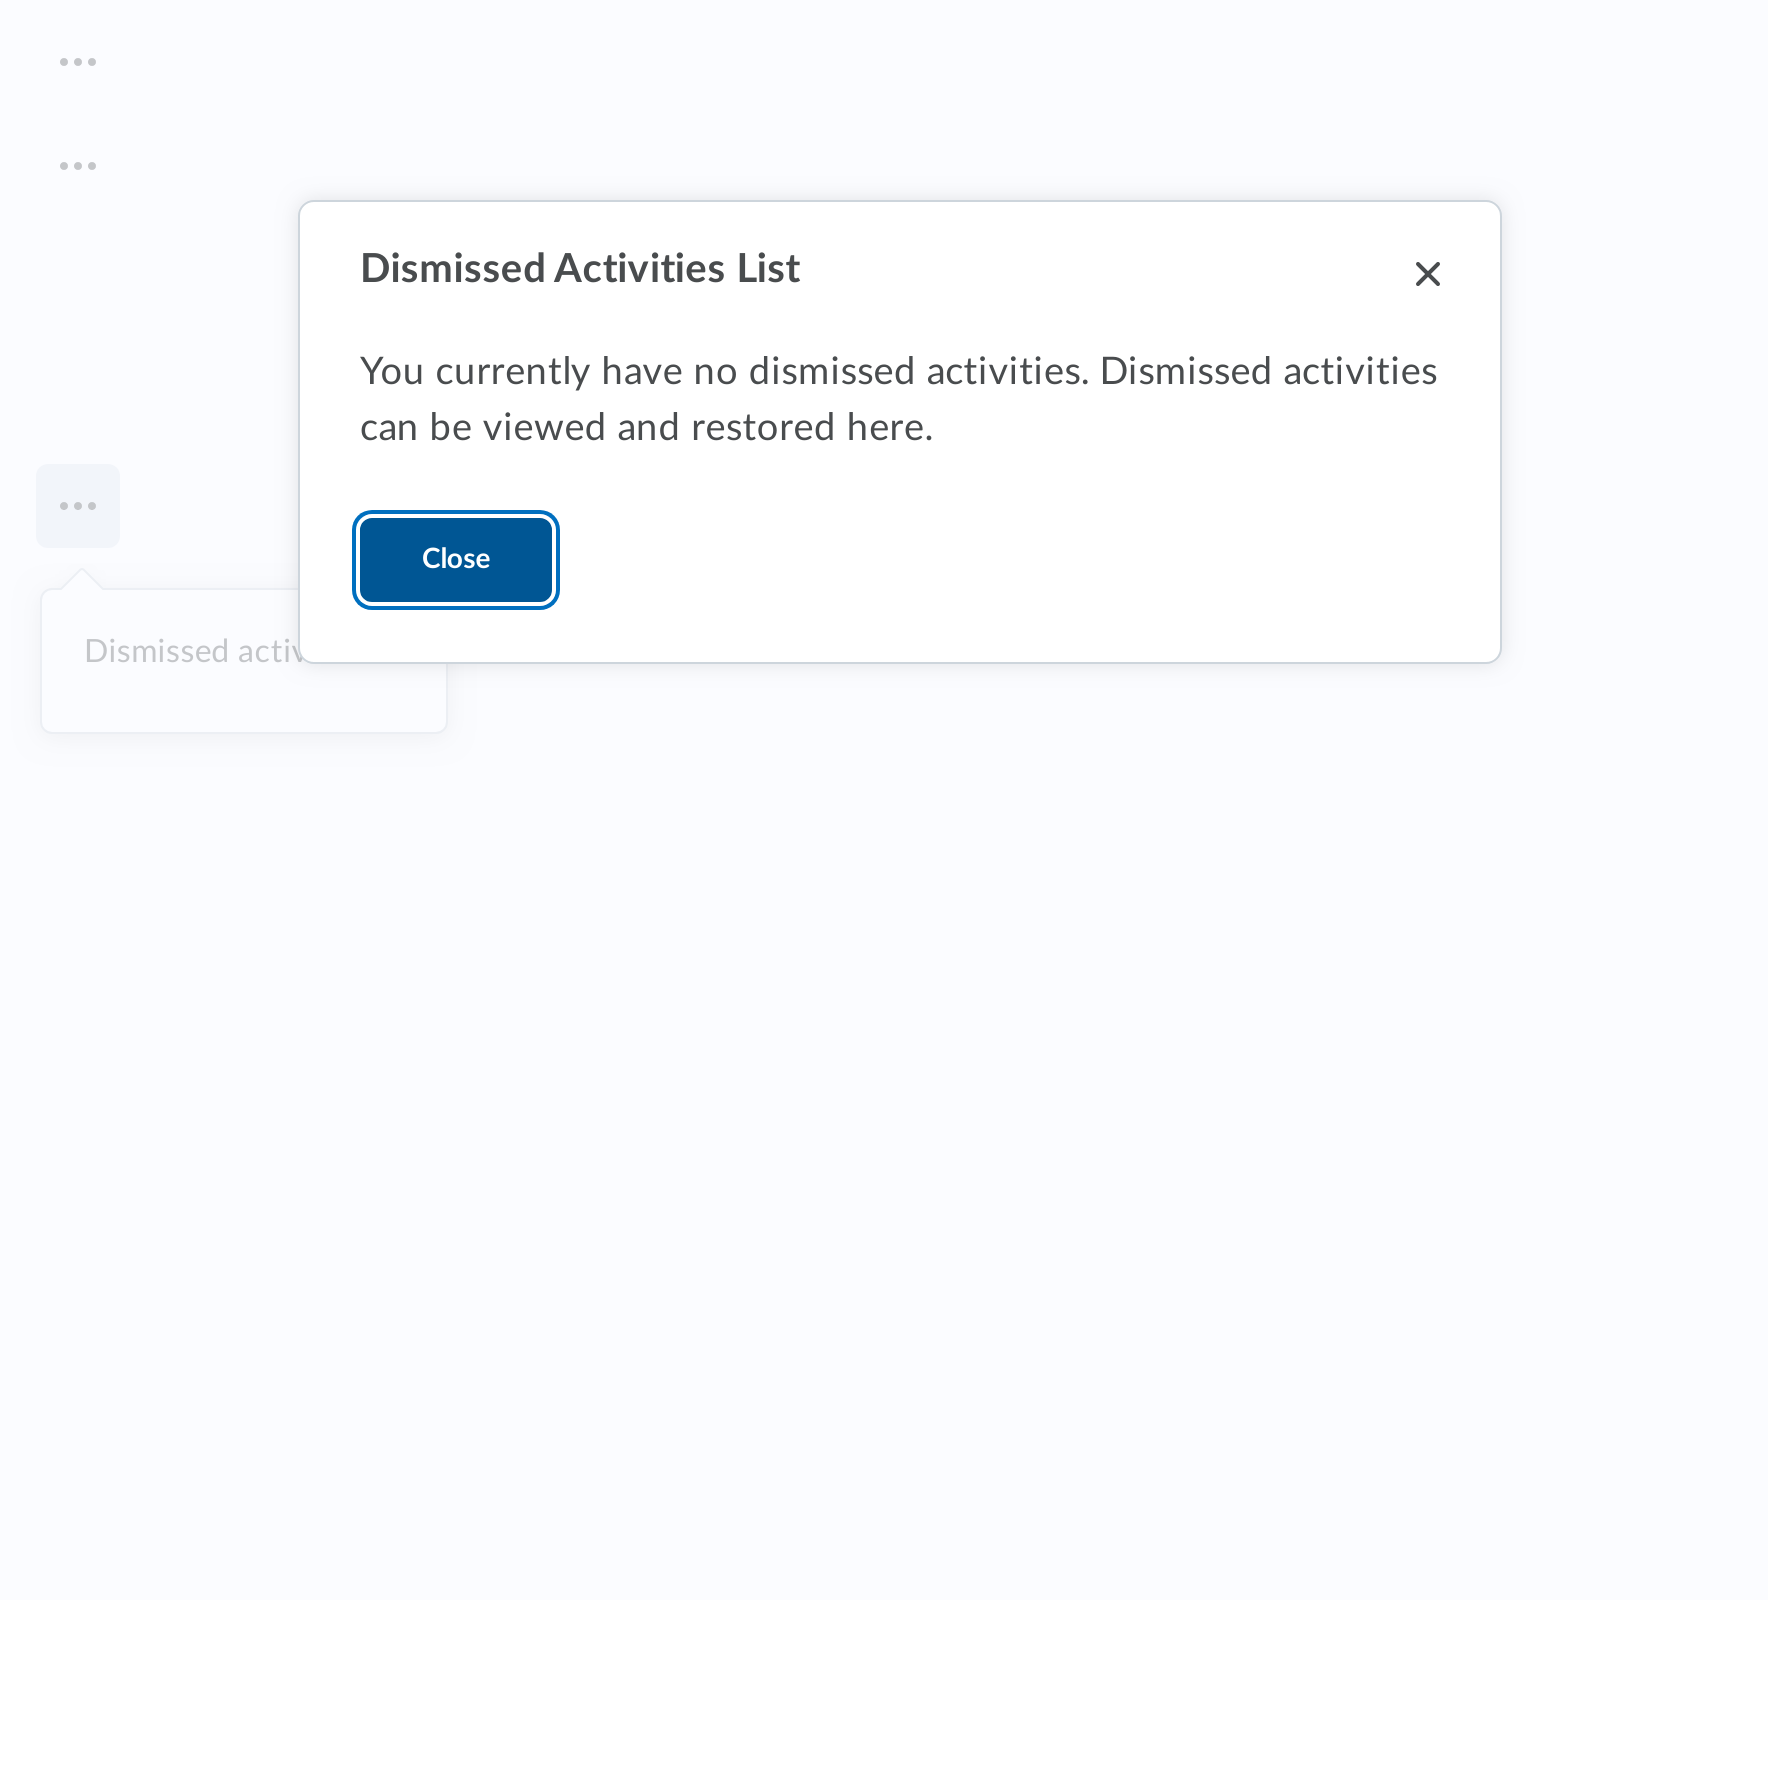 Dismissed Activities List
You currently have no dismissed activities. Dismissed activities
can be viewed and restored here.
Close
Dismissed